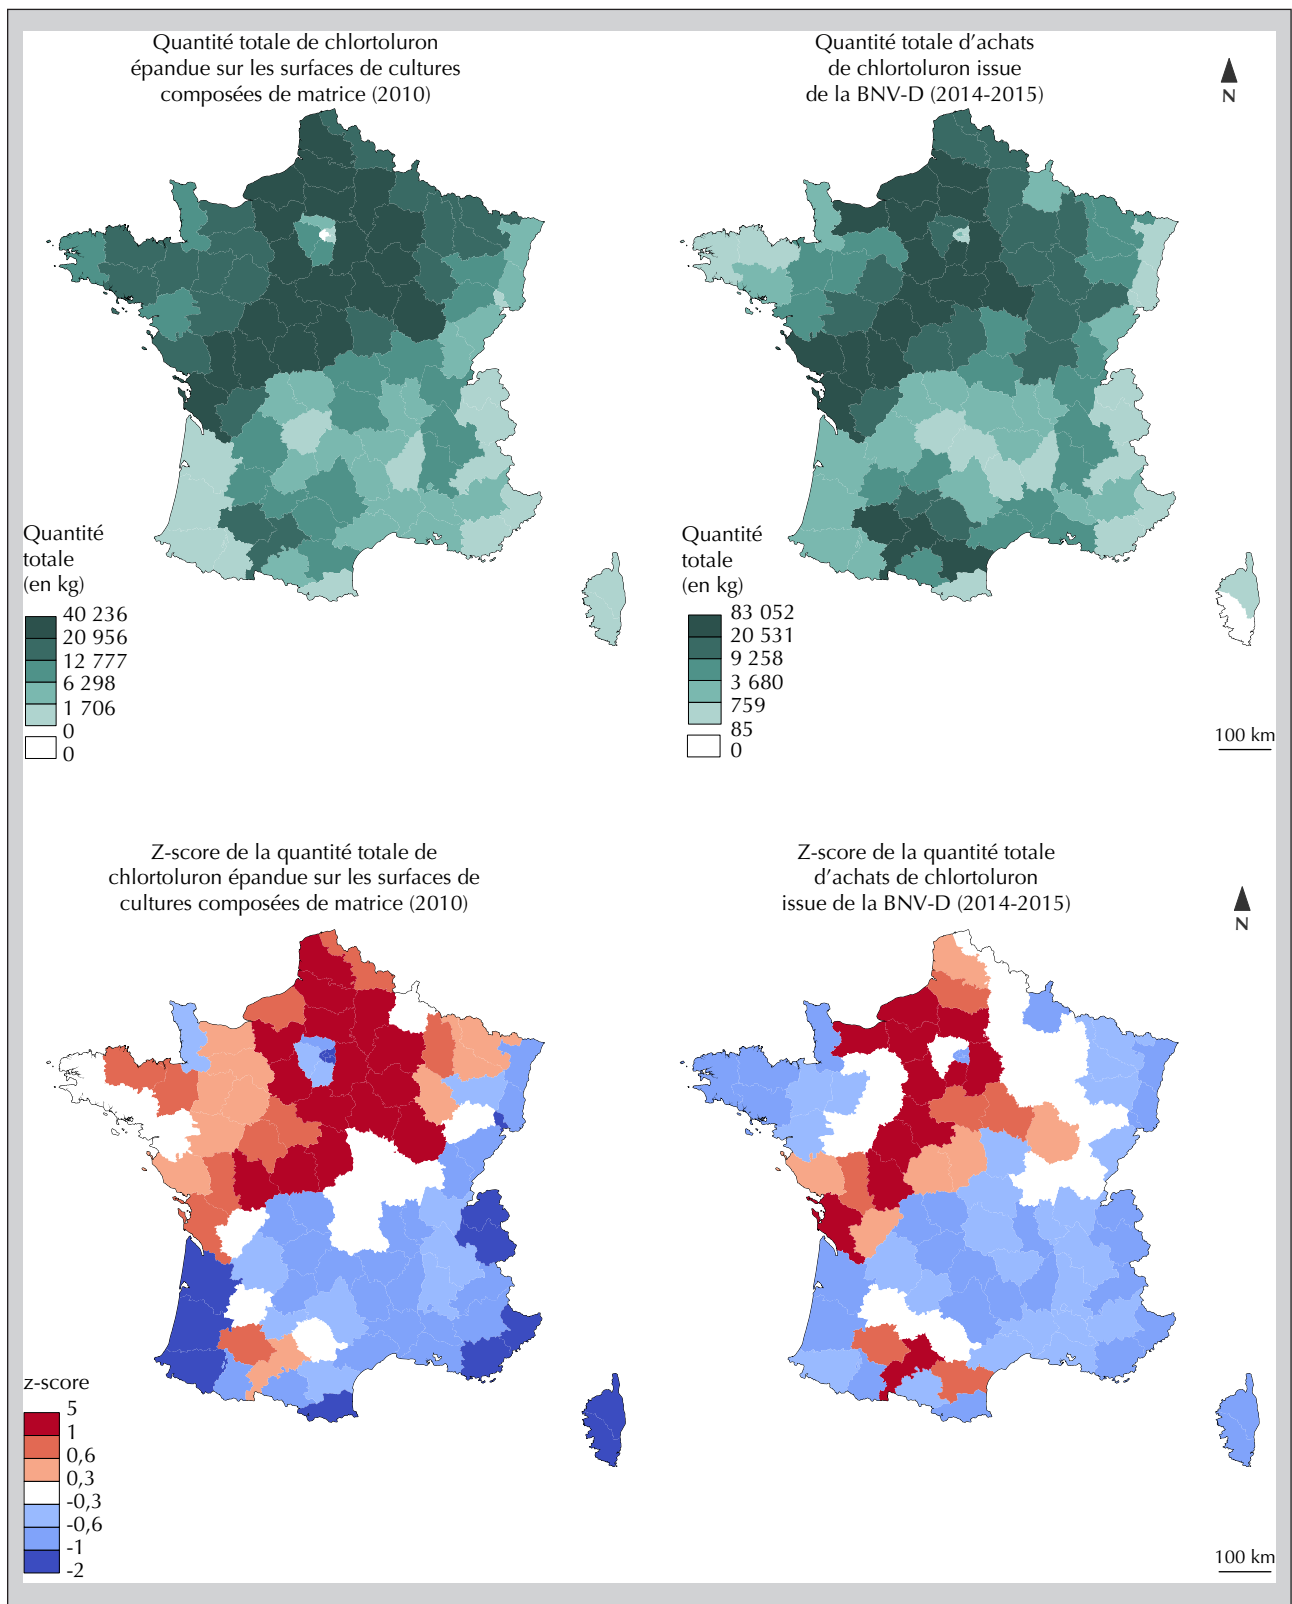 Quantité totale de chlortoluron
épandue sur les surfaces de cultures
composées de matrice (2010)
Quantité totale d'achats
de chlortoluron issue
de la BNV-D (2014-2015)
N
Quantité
totale
(en kg)
40 236
20 956
12 777
6 298
1 706
0
0
Quantité
totale
(en kg)
83 052
20 531
9 258
3 680
759
85
0
100 km
Z-score de la quantité totale de
chlortoluron épandue sur les surfaces de
cultures composées de matrice (2010)
Z-score de la quantité totale
d'achats de chlortoluron
issue de la BNV-D (2014-2015)
N
z-score
5
1
0,6
0,3
-0,3
-0,6
-1
-2
100 km